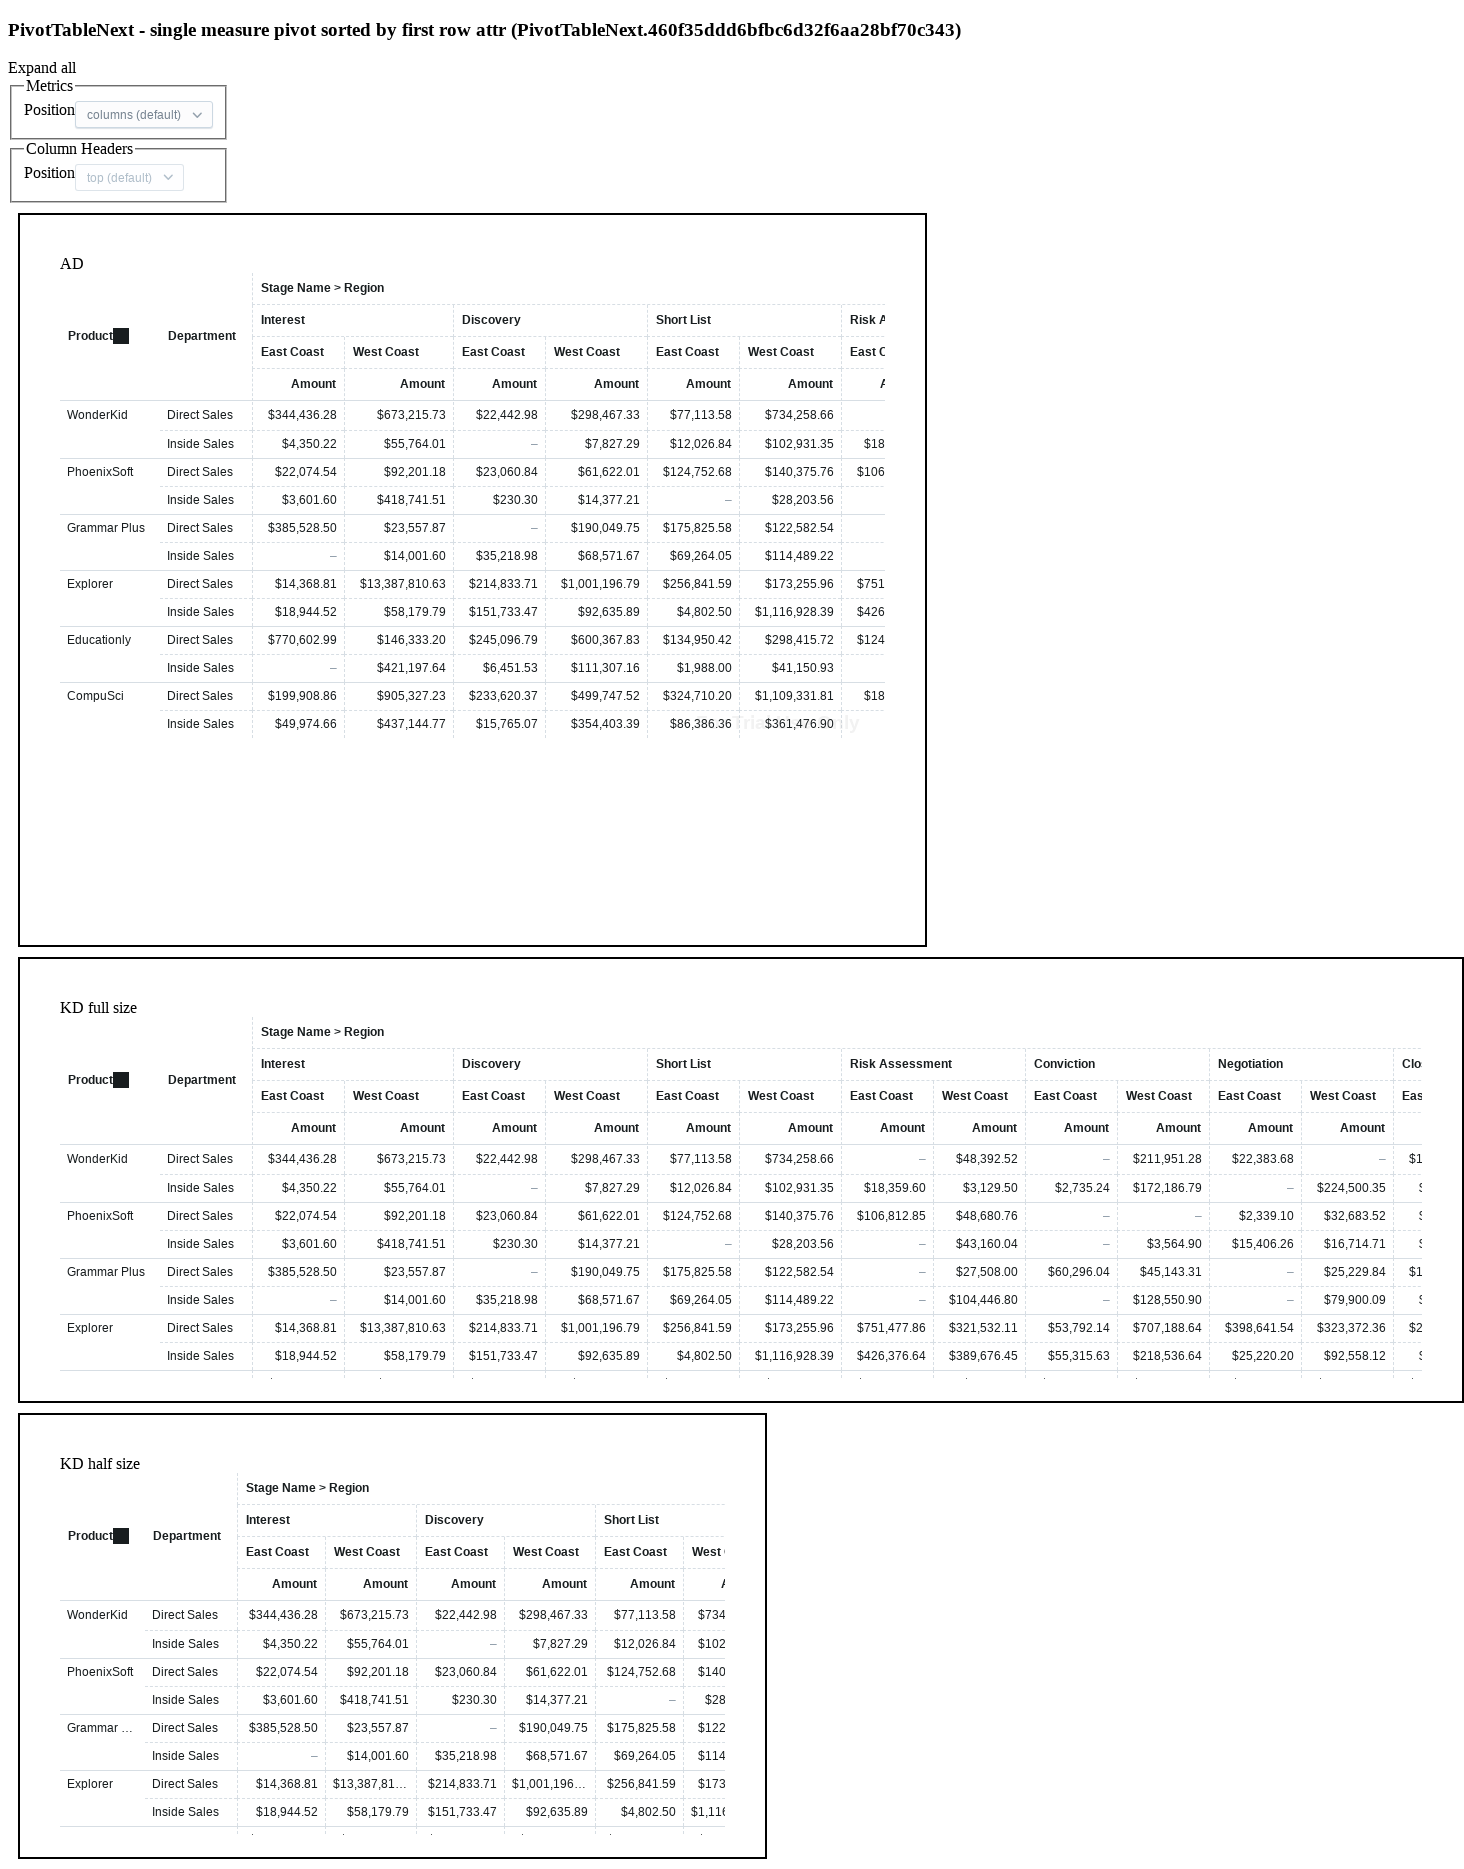 PivotTableNext - single measure pivot sorted by first row attr (PivotTableNext.460f35ddd6bfbc6d32f6aa28bf70c343)
Expand all
Metrics
Position columns (default)
Column Headers
Position top (default)
AD
Stage Name > Region
Interest Discovery Short List Risk A
Product Department
East Coast West Coast East Coast West Coast East Coast West Coast East C
Amount Amount Amount Amount Amount Amount A
WonderKid Direct Sales $344,436.28 $673,215.73 $22,442.98 $298,467.33 $77,113.58 $734,258.66
Inside Sales $4,350.22 $55,764.01 – $7,827.29 $12,026.84 $102,931.35 $18
PhoenixSoft Direct Sales $22,074.54 $92,201.18 $23,060.84 $61,622.01 $124,752.68 $140,375.76 $106
Inside Sales $3,601.60 $418,741.51 $230.30 $14,377.21 – $28,203.56
Grammar Plus Direct Sales $385,528.50 $23,557.87 – $190,049.75 $175,825.58 $122,582.54
Inside Sales – $14,001.60 $35,218.98 $68,571.67 $69,264.05 $114,489.22
Explorer Direct Sales $14,368.81 $13,387,810.63 $214,833.71 $1,001,196.79 $256,841.59 $173,255.96 $751
Inside Sales $18,944.52 $58,179.79 $151,733.47 $92,635.89 $4,802.50 $1,116,928.39 $426
Educationly Direct Sales $770,602.99 $146,333.20 $245,096.79 $600,367.83 $134,950.42 $298,415.72 $124
Inside Sales – $421,197.64 $6,451.53 $111,307.16 $1,988.00 $41,150.93
CompuSci Direct Sales $199,908.86 $905,327.23 $233,620.37 $499,747.52 $324,710.20 $1,109,331.81 $18
Inside Sales $49,974.66 $437,144.77 $15,765.07 $354,403.39 $86,386.36 $361,476.90
KD full size
Stage Name > Region
Interest Discovery Short List Risk Assessment Conviction Negotiation Clo
Product Department
East Coast West Coast East Coast West Coast East Coast West Coast East Coast West Coast East Coast West Coast East Coast West Coast Eas
Amount Amount Amount Amount Amount Amount Amount Amount Amount Amount Amount Amount
WonderKid Direct Sales $344,436.28 $673,215.73 $22,442.98 $298,467.33 $77,113.58 $734,258.66 – $48,392.52 – $211,951.28 $22,383.68 – $1
Inside Sales $4,350.22 $55,764.01 – $7,827.29 $12,026.84 $102,931.35 $18,359.60 $3,129.50 $2,735.24 $172,186.79 – $224,500.35 $
PhoenixSoft Direct Sales $22,074.54 $92,201.18 $23,060.84 $61,622.01 $124,752.68 $140,375.76 $106,812.85 $48,680.76 – – $2,339.10 $32,683.52 $
Inside Sales $3,601.60 $418,741.51 $230.30 $14,377.21 – $28,203.56 – $43,160.04 – $3,564.90 $15,406.26 $16,714.71 $
Grammar Plus Direct Sales $385,528.50 $23,557.87 – $190,049.75 $175,825.58 $122,582.54 – $27,508.00 $60,296.04 $45,143.31 – $25,229.84 $1
Inside Sales – $14,001.60 $35,218.98 $68,571.67 $69,264.05 $114,489.22 – $104,446.80 – $128,550.90 – $79,900.09 $
Explorer Direct Sales $14,368.81 $13,387,810.63 $214,833.71 $1,001,196.79 $256,841.59 $173,255.96 $751,477.86 $321,532.11 $53,792.14 $707,188.64 $398,641.54 $323,372.36 $2
Inside Sales $18,944.52 $58,179.79 $151,733.47 $92,635.89 $4,802.50 $1,116,928.39 $426,376.64 $389,676.45 $55,315.63 $218,536.64 $25,220.20 $92,558.12 $
KD half size
Stage Name > Region
Interest Discovery Short List
Product Department
East Coast West Coast East Coast West Coast East Coast West
Amount Amount Amount Amount Amount A
WonderKid Direct Sales $344,436.28 $673,215.73 $22,442.98 $298,467.33 $77,113.58 $734
Inside Sales $4,350.22 $55,764.01 – $7,827.29 $12,026.84 $102
PhoenixSoft Direct Sales $22,074.54 $92,201.18 $23,060.84 $61,622.01 $124,752.68 $140
Inside Sales $3,601.60 $418,741.51 $230.30 $14,377.21 – $28
Grammar ... Direct Sales $385,528.50 $23,557.87 – $190,049.75 $175,825.58 $122
Inside Sales – $14,001.60 $35,218.98 $68,571.67 $69,264.05 $114
Explorer Direct Sales $14,368.81 $13,387,81... $214,833.71 $1,001,196... $256,841.59 $173
Inside Sales $18,944.52 $58,179.79 $151,733.47 $92,635.89 $4,802.50 $1,116